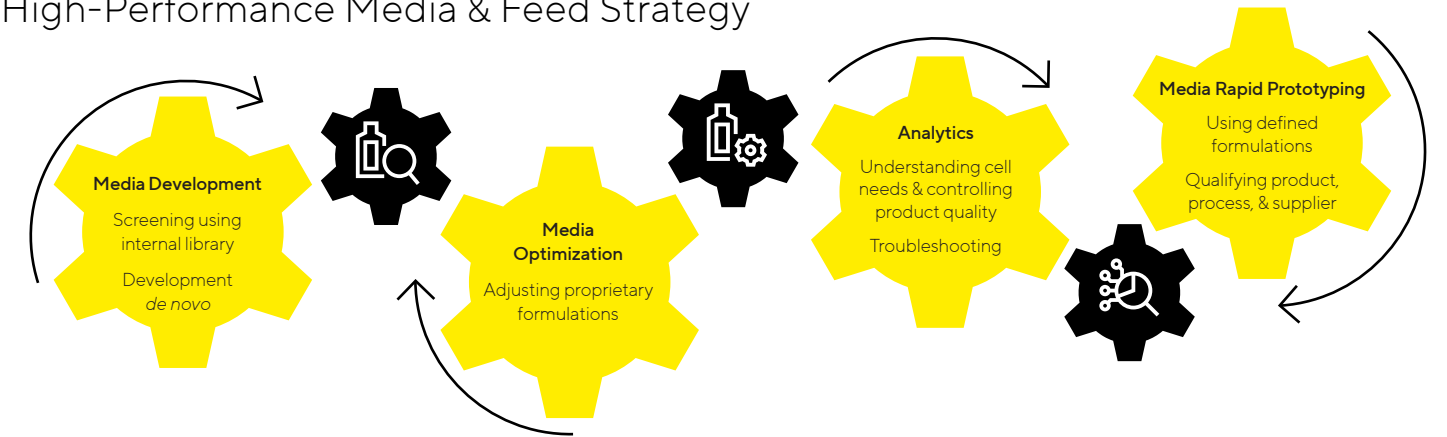 High-Performance Media & Feed Strategy
Media Development
Screening using
internal library
Development
de novo
Media
Optimization
Adjusting proprietary
formulations
Analytics
Understanding cell
needs & controlling
product quality
Troubleshooting
Media Rapid Prototyping
Using defined
formulations
Qualifying product,
process, & supplier